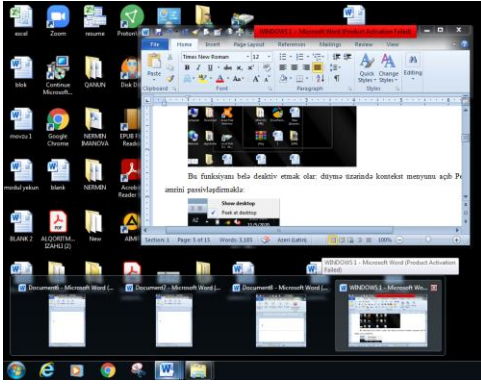 excel
Zoom
resume
WINDOWS 1 - Microsoft Word (Product Activation Failed)
File Home Insert Page Layout References Mailings Review View
Times New Roman 12
Paste
Quick Styles
Change Styles
Editing
Clipboard Font Paragraph Styles
blok
Continue Microsoft...
QANUN
movzu 1
Google Chrome
NERMIN IMANOVA
Bu funksiyanı belə deaktiv etmək olar: düymə üzərində kontekst menyunu açıb Pe
əmrini passivləşdirməklə:
Show desktop
Peek at desktop
AZ
modul yekun
blank
NERMIN
Section: 1 Page: 5 of 15 Words: 3,105 Azeri (Latin) 100%
BLANK 2
ALQORITM... IZAHLI (2)
New
WINDOWS 1 - Microsoft Word (Product Activation
Failed)
Document6 - Microsoft Word (...
Document7 - Microsoft Word (...
Document8 - Microsoft Word (...
WINDOWS 1 - Microsoft Wo...